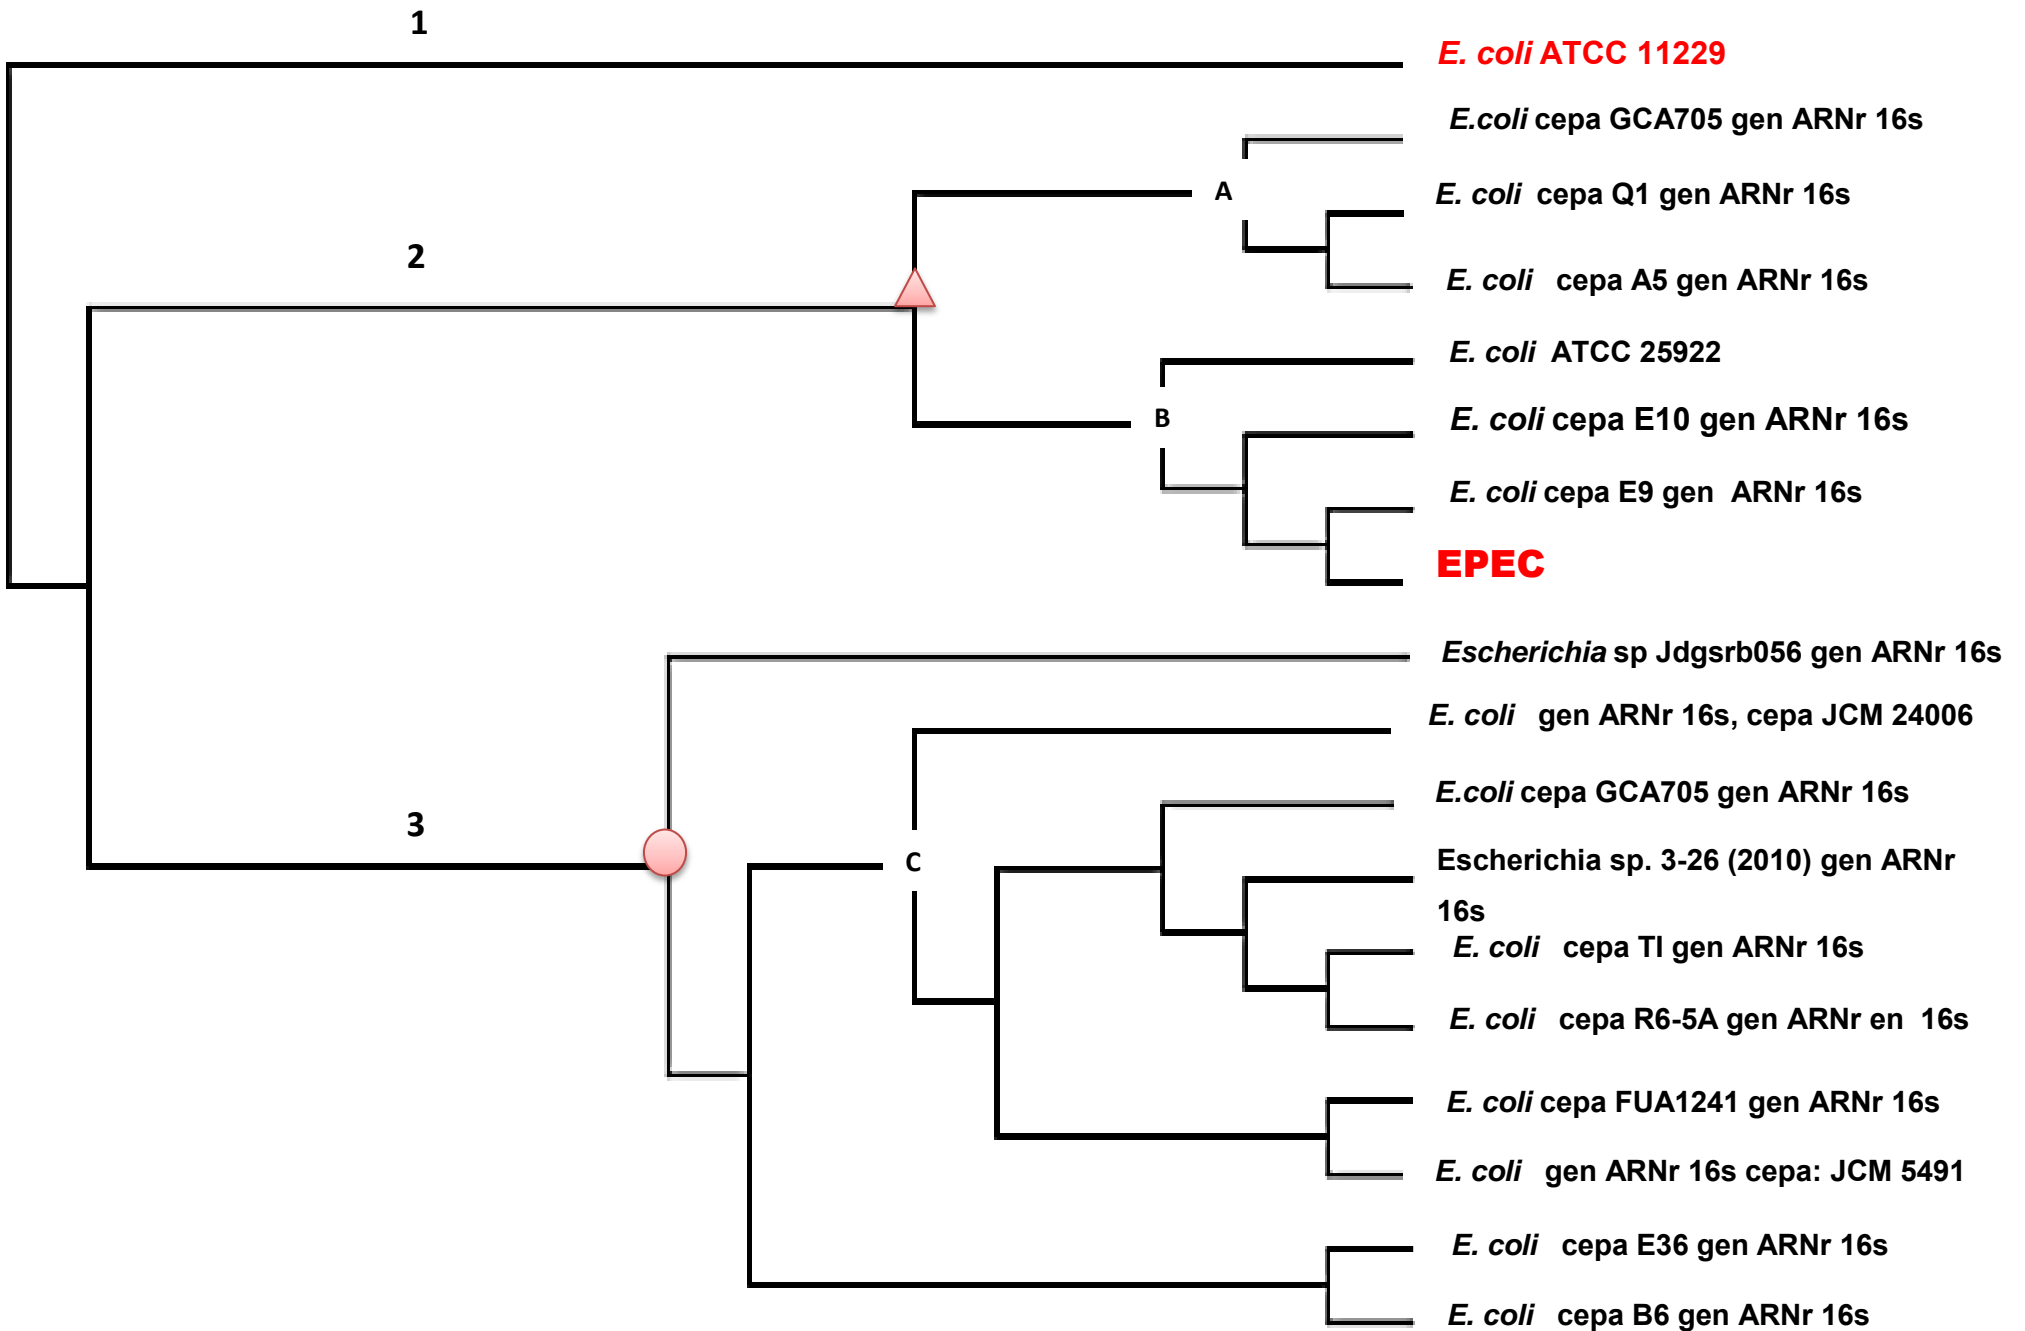 1
E. coli ATCC 11229
E.coli cepa GCA705 gen ARNr 16s
A
E. coli cepa Q1 gen ARNr 16s
2
E. coli cepa A5 gen ARNr 16s
E. coli ATCC 25922
B
E. coli cepa E10 gen ARNr 16s
E. coli cepa E9 gen ARNr 16s
EPEC
Escherichia sp Jdgsrb056 gen ARNr 16s
E. coli gen ARNr 16s, cepa JCM 24006
E.coli cepa GCA705 gen ARNr 16s
3
C
Escherichia sp. 3-26 (2010) gen ARNr
16s
E. coli cepa TI gen ARNr 16s
E. coli cepa R6-5A gen ARNr en 16s
E. coli cepa FUA1241 gen ARNr 16s
E. coli gen ARNr 16s cepa: JCM 5491
E. coli cepa E36 gen ARNr 16s
E. coli cepa B6 gen ARNr 16s